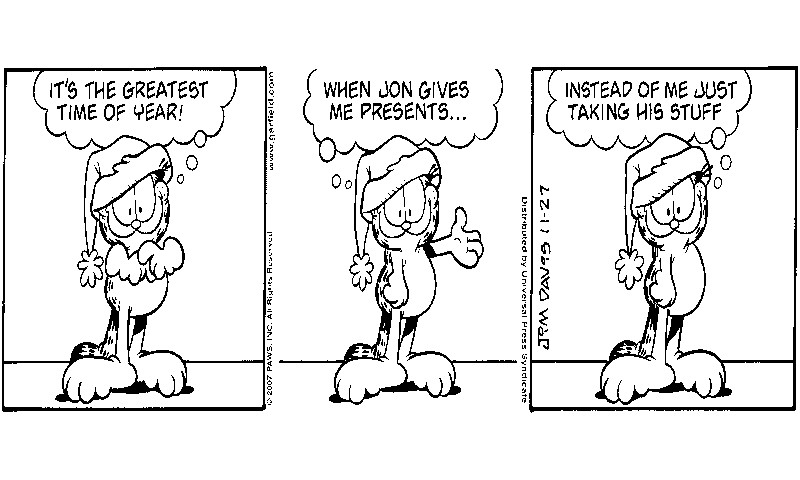 IT'S THE GREATEST
TIME OF YEAR!
www.garfield.com
© 2007 PAWS, INC. All Rights Reserved.
WHEN JON GIVES
ME PRESENTS...
Distributed by Universal Press Syndicate
JIM DAVIS 11-27
INSTEAD OF ME JUST
TAKING HIS STUFF